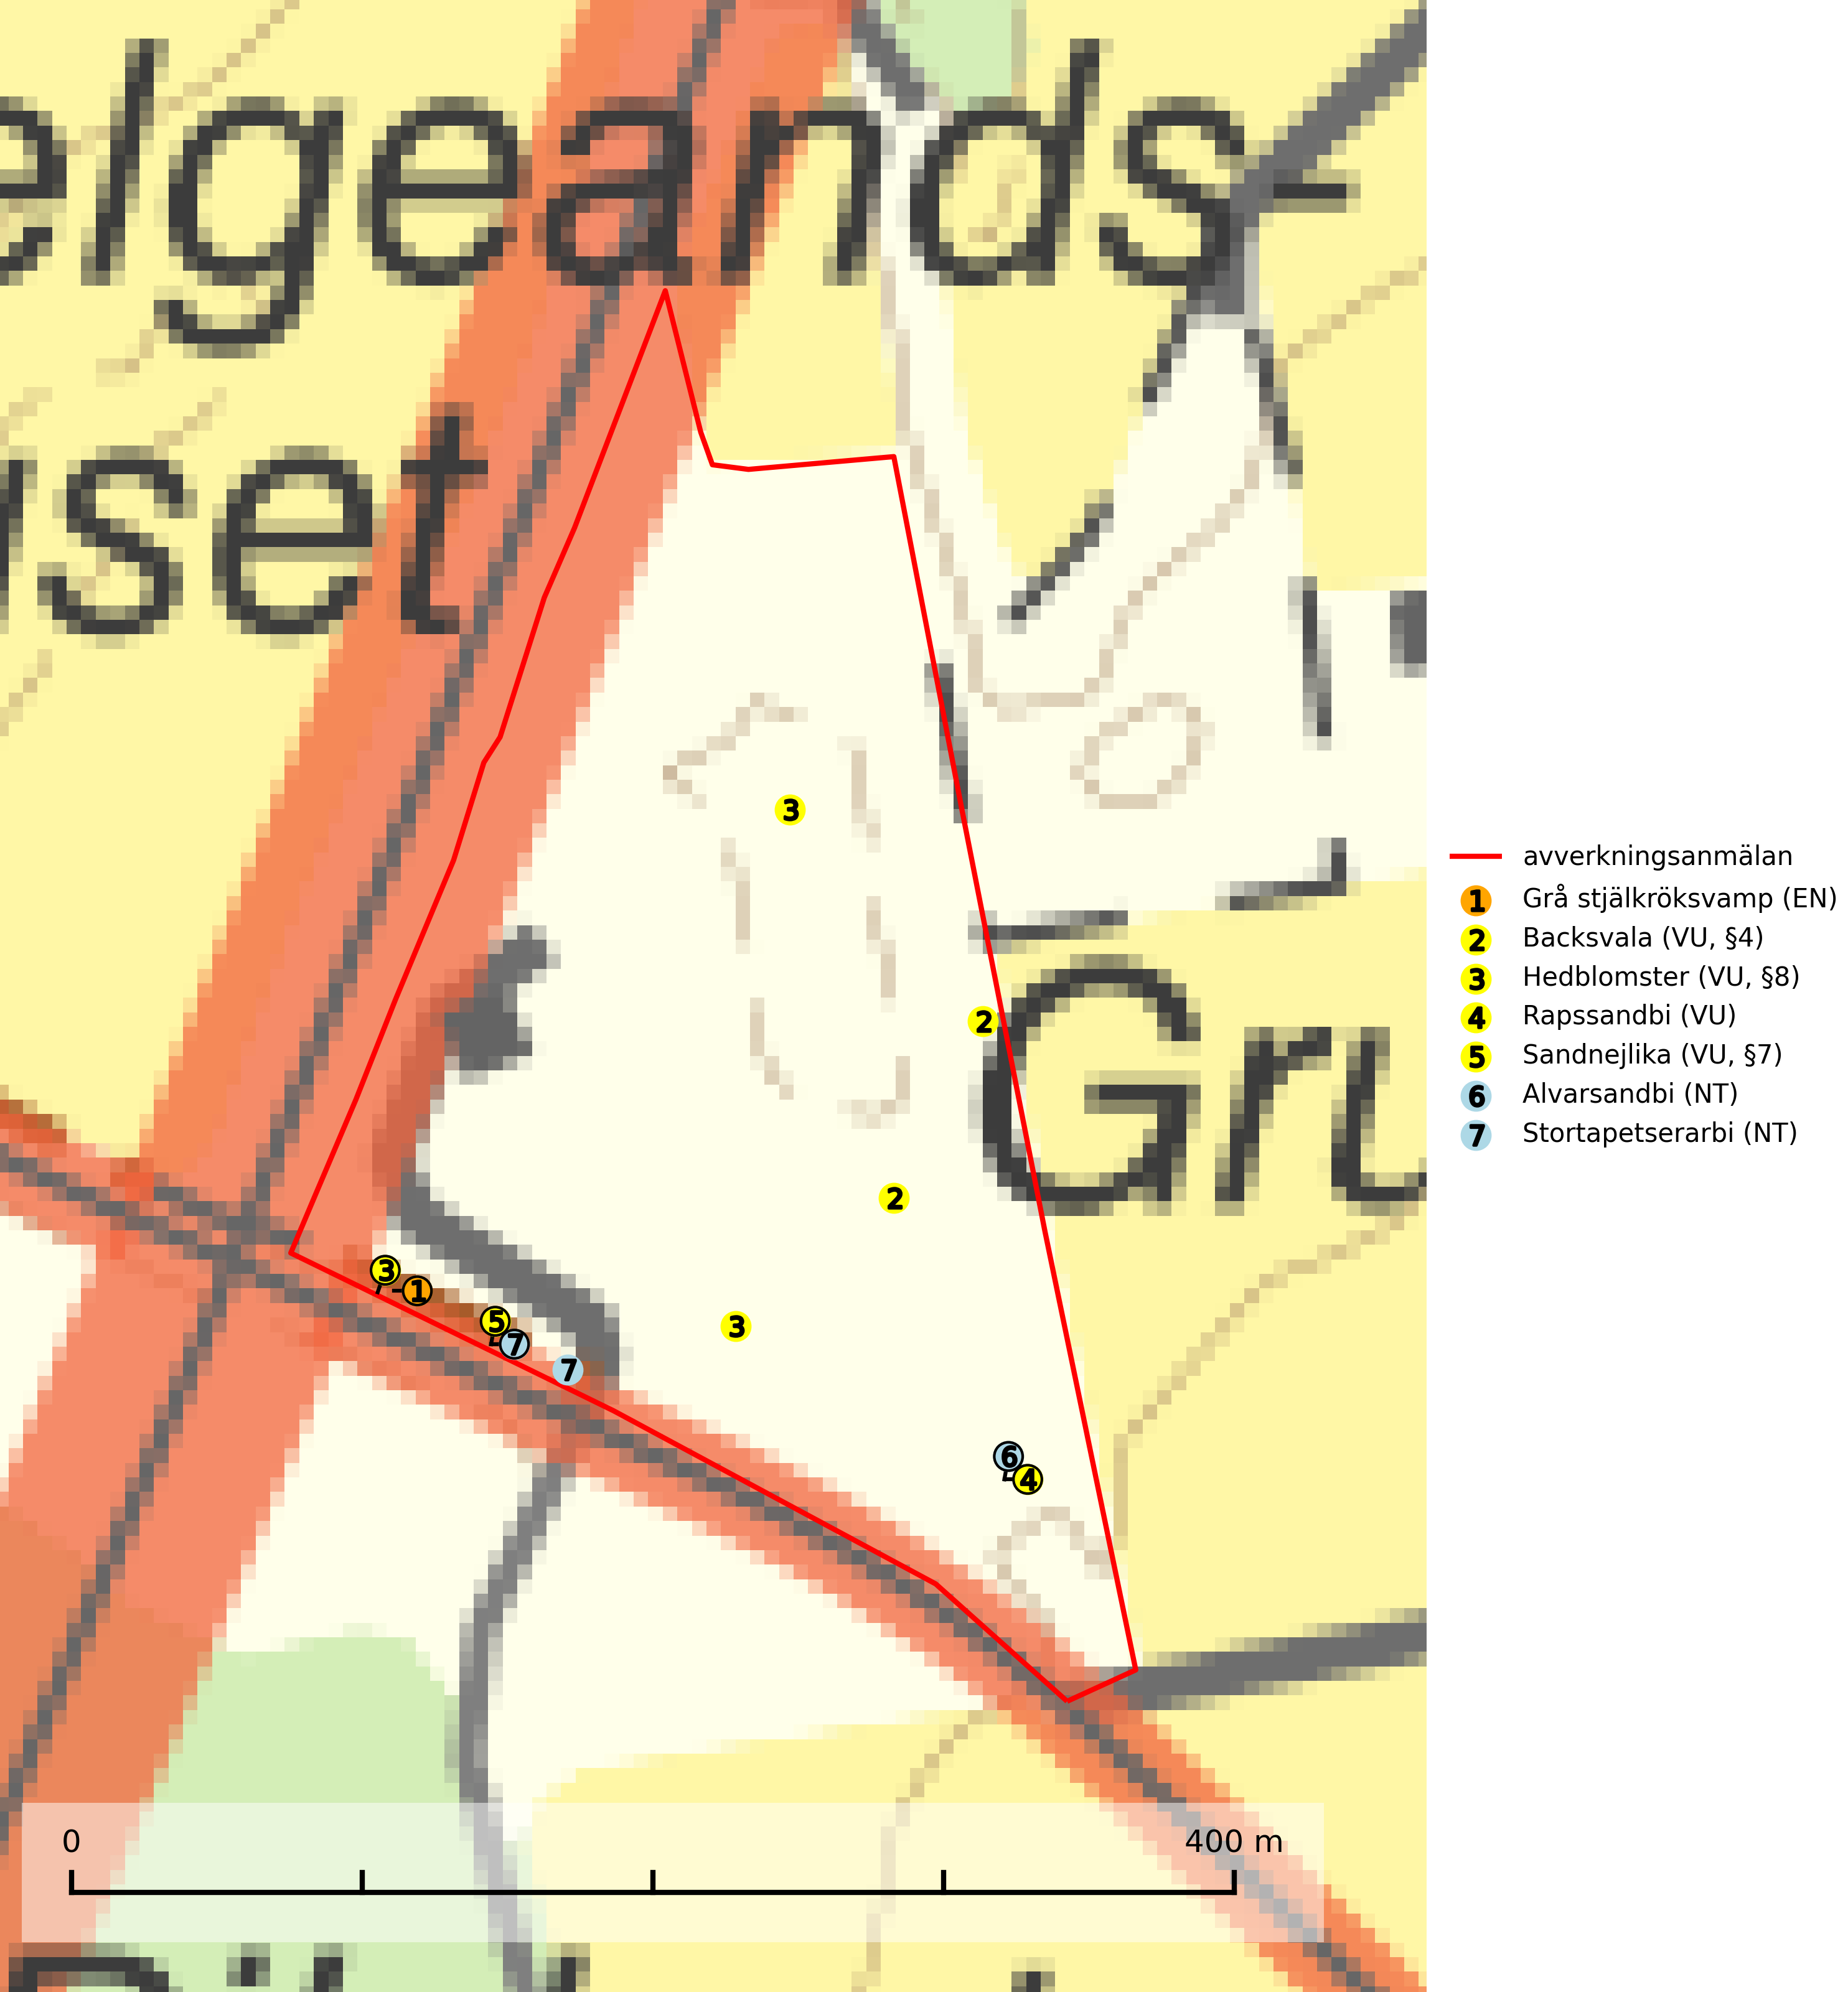 elgeands-
set
Gru
avverkningsanmälan
1 Grå stjälkröksvamp (EN)
2 Backsvala (VU, §4)
3 Hedblomster (VU, §8)
4 Rapssandbi (VU)
5 Sandnejlika (VU, §7)
6 Alvarsandbi (NT)
7 Stortapetserarbi (NT)
3
2
2
3
1
5
7
7
3
6
4
0 400 m